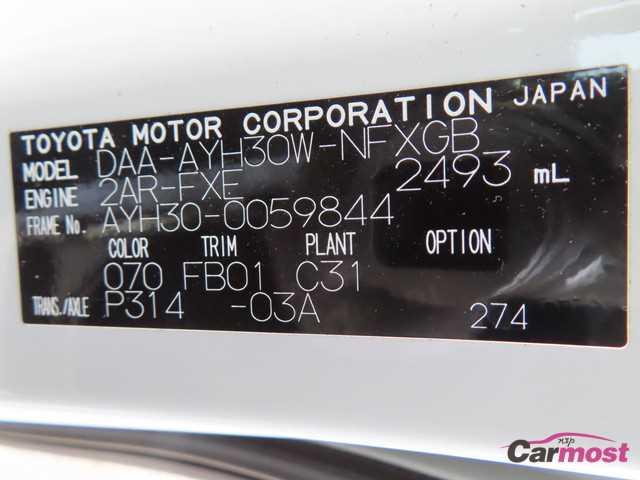 TOYOTA MOTOR CORPORATION JAPAN
MODEL DAA-AYH30W-NFXGB
ENGINE 2AR-FXE 2493 mL
FRAME No. AYH30-0059844
COLOR TRIM PLANT OPTION
070 FB01 C31
TRANS./AXLE P314 -03A 274
nxp
Carmost